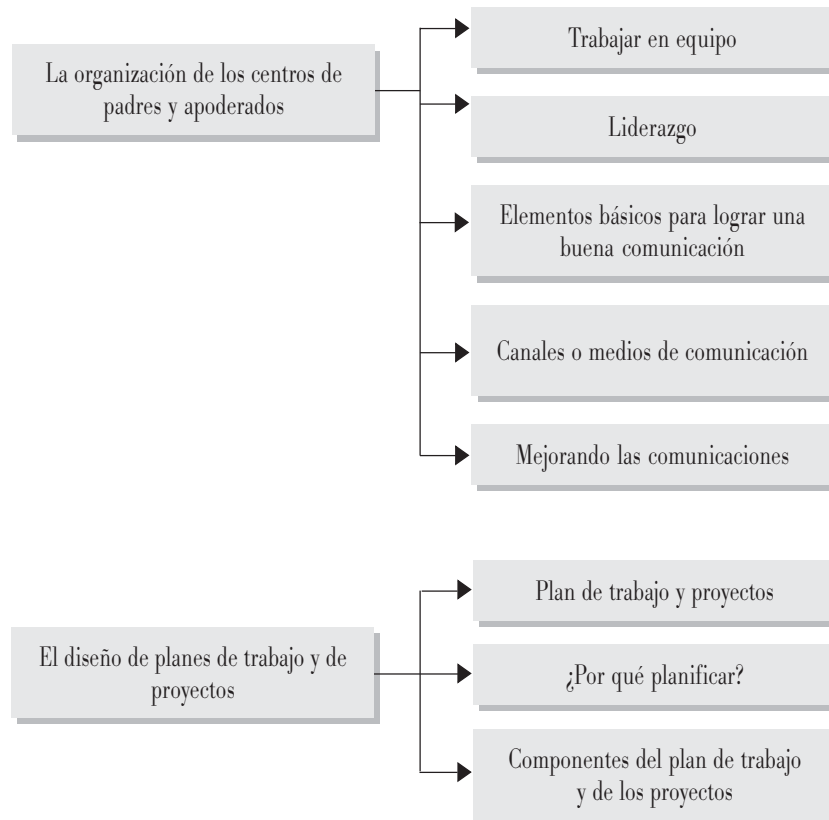 La organización de los centros de
padres y apoderados
Trabajar en equipo
Liderazgo
Elementos básicos para lograr una
buena comunicación
Canales o medios de comunicación
Mejorando las comunicaciones
El diseño de planes de trabajo y de
proyectos
Plan de trabajo y proyectos
¿Por qué planificar?
Componentes del plan de trabajo
y de los proyectos